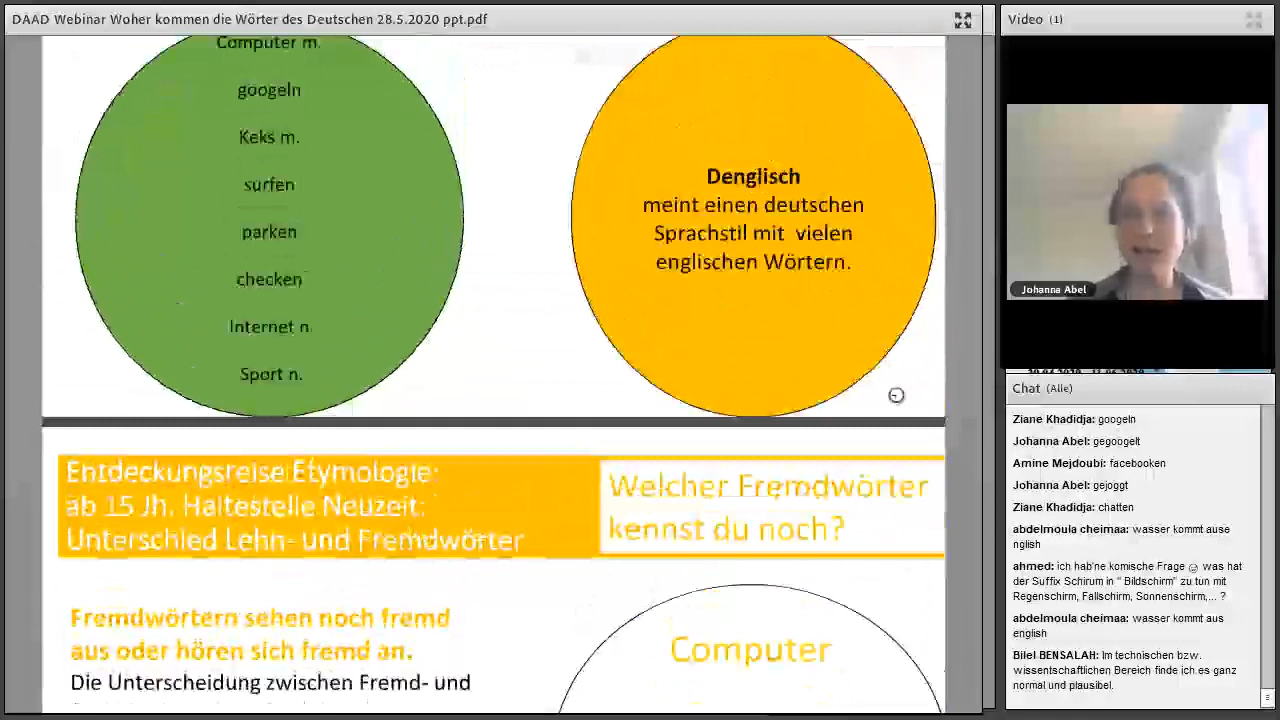 DAAD Webinar Woher kommen die Wörter des Deutschen 28.5.2020 ppt.pdf
Computer m.
googeln
Keks m.
surfen
parken
checken
Internet n
Sport n.
Denglisch
meint einen deutschen
Sprachstil mit vielen
englischen Wörtern.
Entdeckungsreise Etymologie:
ab 15 Jh. Haltestelle Neuzeit:
Unterschied Lehn- und Fremdwörter
Welcher Fremdwörter
kennst du noch?
Fremdwörtern sehen noch fremd
aus oder hören sich fremd an.
Die Unterscheidung zwischen Fremd- und
Computer
Video (1)
Johanna Abel
Chat (Alle)
Ziane Khadidja: googeln
Johanna Abel: gegoogelt
Amine Mejdoubi: facebooken
Johanna Abel: gejoggt
Ziane Khadidja: chatten
abdelmoula cheimaa: wasser kommt ause
nglish
ahmed: ich hab'ne komische Frage ☺ was hat
der Suffix Schirum in " Bildschirm" zu tun mit
Regenschirm, Fallschirm, Sonnenschirm,... ?
abdelmoula cheimaa: wasser kommt aus
english
Bilel BENSALAH: Im technischen bzw.
wissenschaftlichen Bereich finde ich es ganz
normal und plausibel.